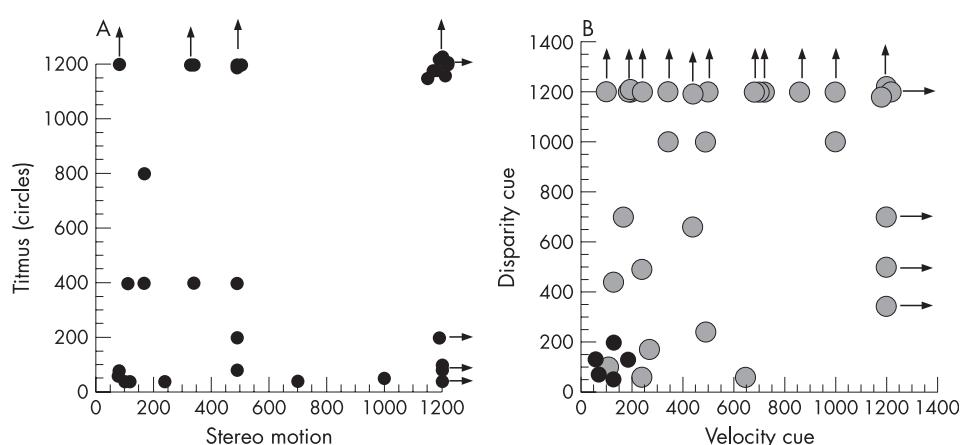 A
Titmus (circles)
1200
1000
800
600
400
200
0
0 200 400 600 800 1000 1200
Stereo motion
B
Disparity cue
1400
1200
1000
800
600
400
200
0
0 200 400 600 800 1000 1200 1400
Velocity cue